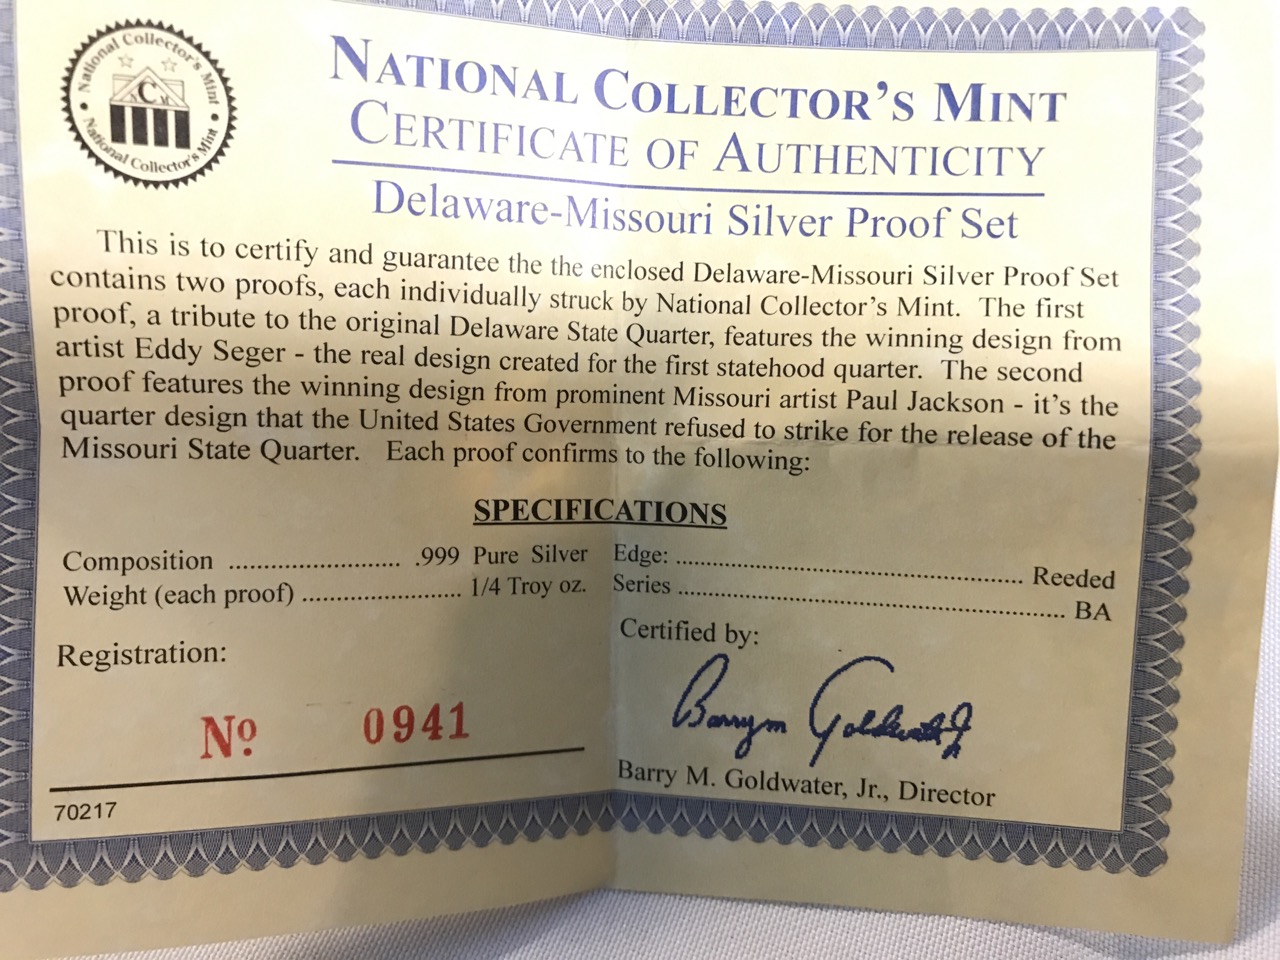 National Collector's Mint
C M
National Collector's Mint
NATIONAL COLLECTOR'S MINT
CERTIFICATE OF AUTHENTICITY
Delaware-Missouri Silver Proof Set
This is to certify and guarantee the the enclosed Delaware-Missouri Silver Proof Set
contains two proofs, each individually struck by National Collector's Mint. The first
proof, a tribute to the original Delaware State Quarter, features the winning design from
artist Eddy Seger - the real design created for the first statehood quarter. The second
proof features the winning design from prominent Missouri artist Paul Jackson - it's the
quarter design that the United States Government refused to strike for the release of the
Missouri State Quarter. Each proof confirms to the following:
SPECIFICATIONS
Composition ........................ .999 Pure Silver
Weight (each proof) ...................... 1/4 Troy oz.
Edge: ................................................ Reeded
Series ..................................................... BA
Registration:
Nº 0941
70217
Certified by:
Barry M Goldwater Jr
Barry M. Goldwater, Jr., Director